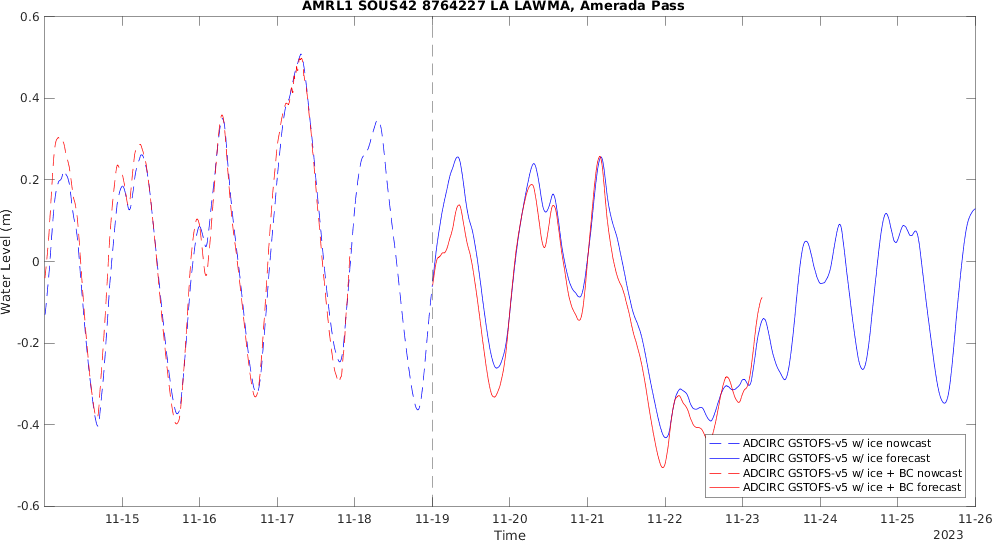 AMRL1 SOUS42 8764227 LA LAWMA, Amerada Pass
0.6
0.4
0.2
0
-0.2
-0.4
-0.6
Water Level (m)
11-15
11-16
11-17
11-18
11-19
11-20
11-21
11-22
11-23
11-24
11-25
11-26
Time
2023
ADCIRC GSTOFS-v5 w/ ice nowcast
ADCIRC GSTOFS-v5 w/ ice forecast
ADCIRC GSTOFS-v5 w/ ice + BC nowcast
ADCIRC GSTOFS-v5 w/ ice + BC forecast